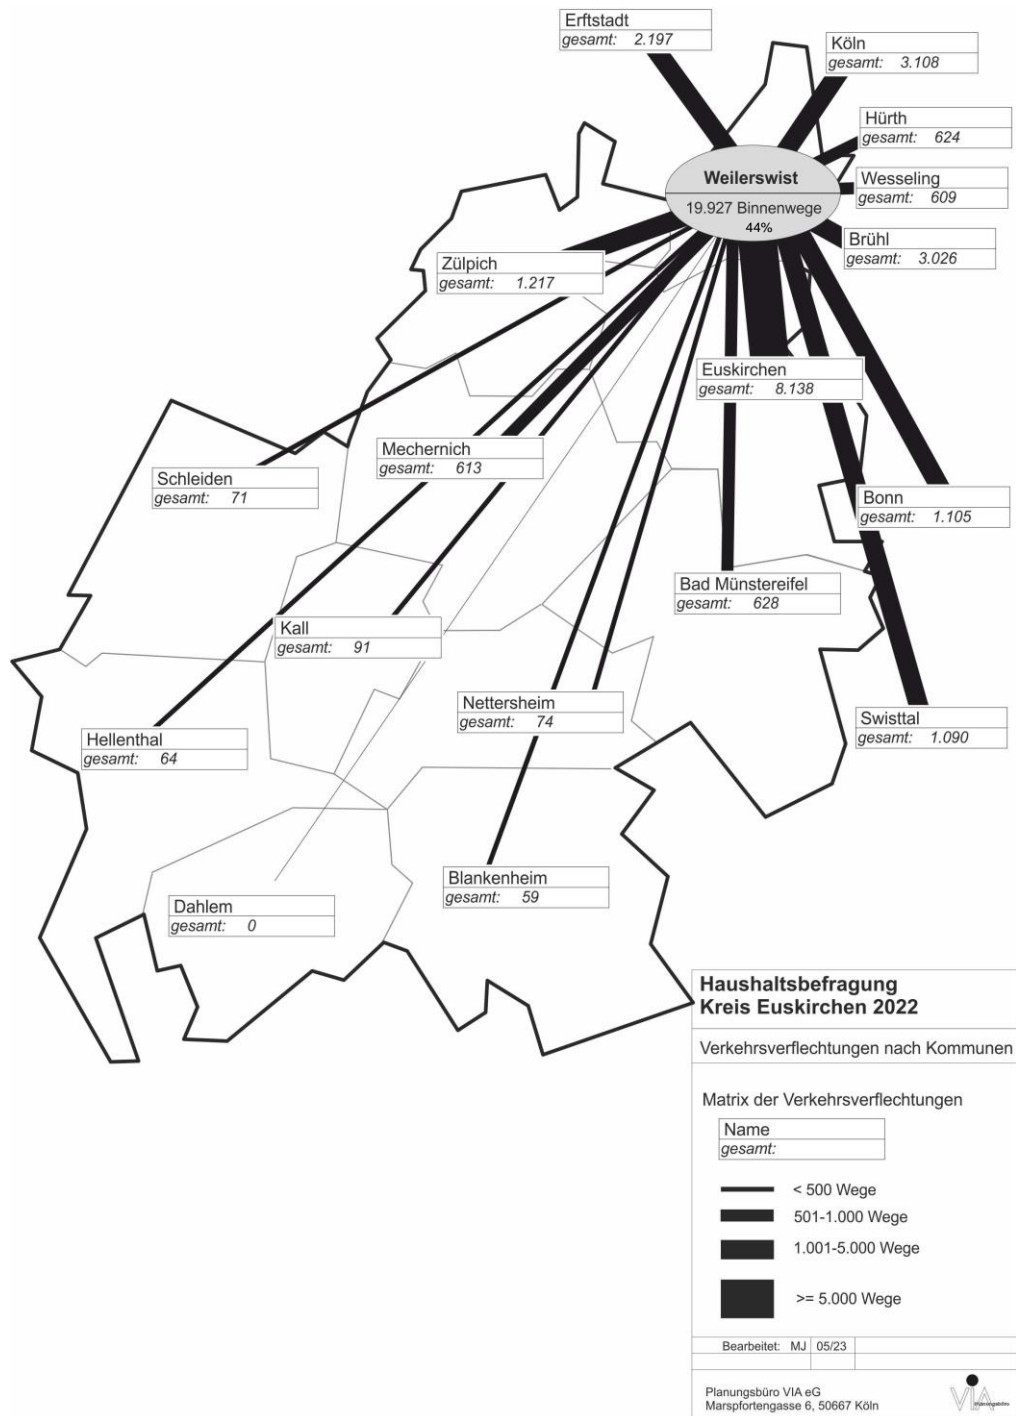 Erftstadt
gesamt: 2.197
Köln
gesamt: 3.108
Hürth
gesamt: 624
Weilerswist
19.927 Binnenwege
44%
Wesseling
gesamt: 609
Brühl
gesamt: 3.026
Zülpich
gesamt: 1.217
Euskirchen
gesamt: 8.138
Mechernich
gesamt: 613
Schleiden
gesamt: 71
Bonn
gesamt: 1.105
Bad Münstereifel
gesamt: 628
Kall
gesamt: 91
Nettersheim
gesamt: 74
Swisttal
gesamt: 1.090
Hellenthal
gesamt: 64
Blankenheim
gesamt: 59
Dahlem
gesamt: 0
Haushaltsbefragung
Kreis Euskirchen 2022
Verkehrsverflechtungen nach Kommunen
Matrix der Verkehrsverflechtungen
Name
gesamt:
< 500 Wege
501-1.000 Wege
1.001-5.000 Wege
>= 5.000 Wege
Bearbeitet: MJ 05/23
Planungsbüro VIA eG
Marspfortengasse 6, 50667 Köln
VIA